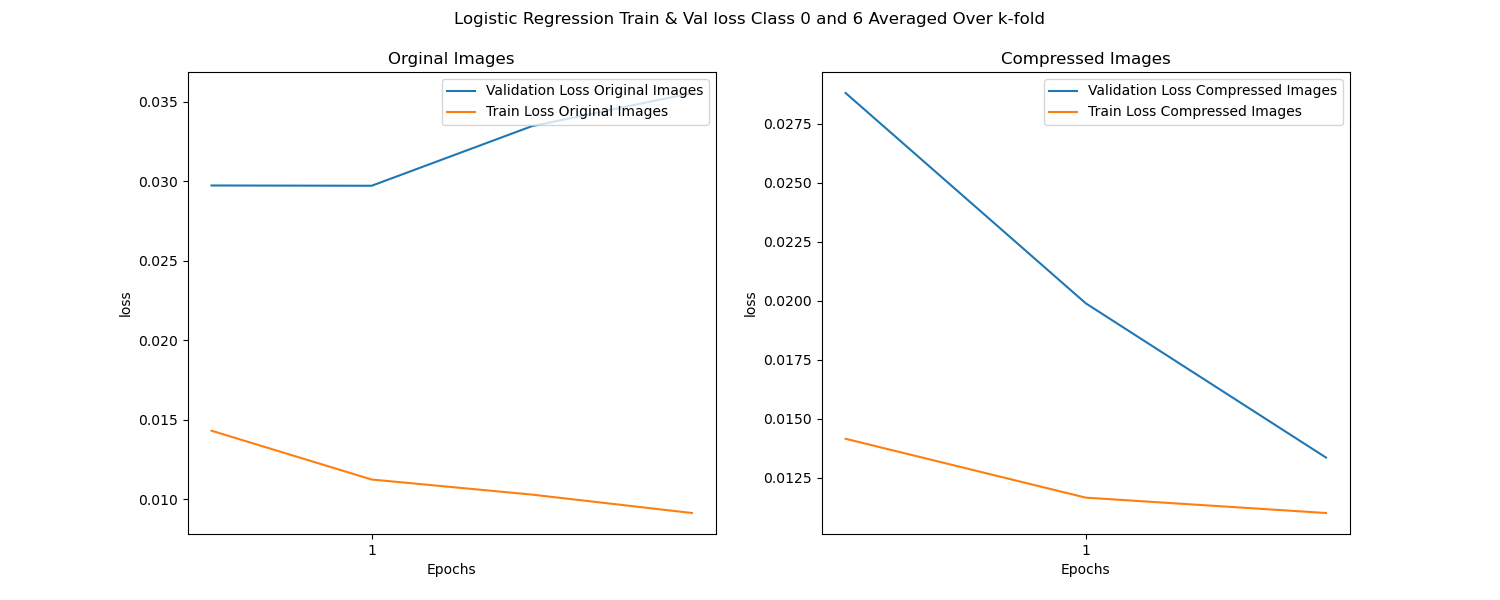 Logistic Regression Train & Val loss Class 0 and 6 Averaged Over k-fold
Orginal Images
Validation Loss Original Images
Train Loss Original Images
0.035
0.030
0.025
0.020
0.015
0.010
loss
1
Epochs
Compressed Images
Validation Loss Compressed Images
Train Loss Compressed Images
0.0275
0.0250
0.0225
0.0200
0.0175
0.0150
0.0125
loss
1
Epochs